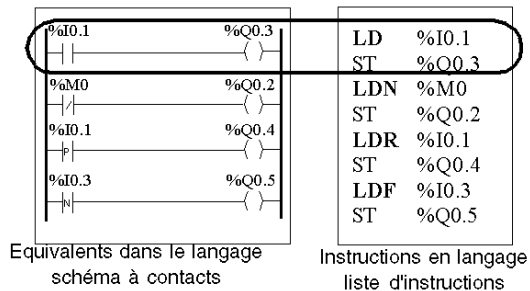 %I0.1 %Q0.3
%M0 %Q0.2
%I0.1 %Q0.4
P
%I0.3 %Q0.5
N
Equivalents dans le langage
schéma à contacts
LD %I0.1
ST %Q0.3
LDN %M0
ST %Q0.2
LDR %I0.1
ST %Q0.4
LDF %I0.3
ST %Q0.5
Instructions en langage
liste d'instructions